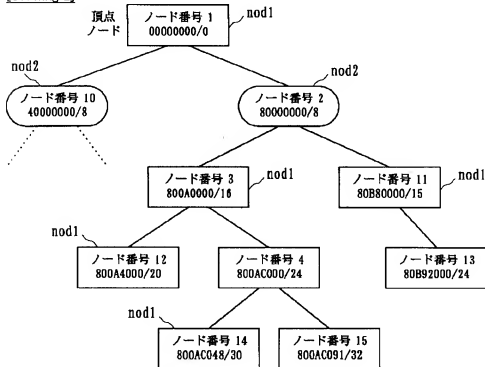 頂点
ノード
ノード番号 1
00000000/0
nod1
nod2
ノード番号 10
40000000/8
nod2
ノード番号 2
80000000/8
ノード番号 3
800A0000/16
nod1
ノード番号 11
80B80000/15
nod1
nod1
ノード番号 12
800A4000/20
ノード番号 4
800AC000/24
ノード番号 13
80B92000/24
nod1
ノード番号 14
800AC048/30
ノード番号 15
800AC091/32